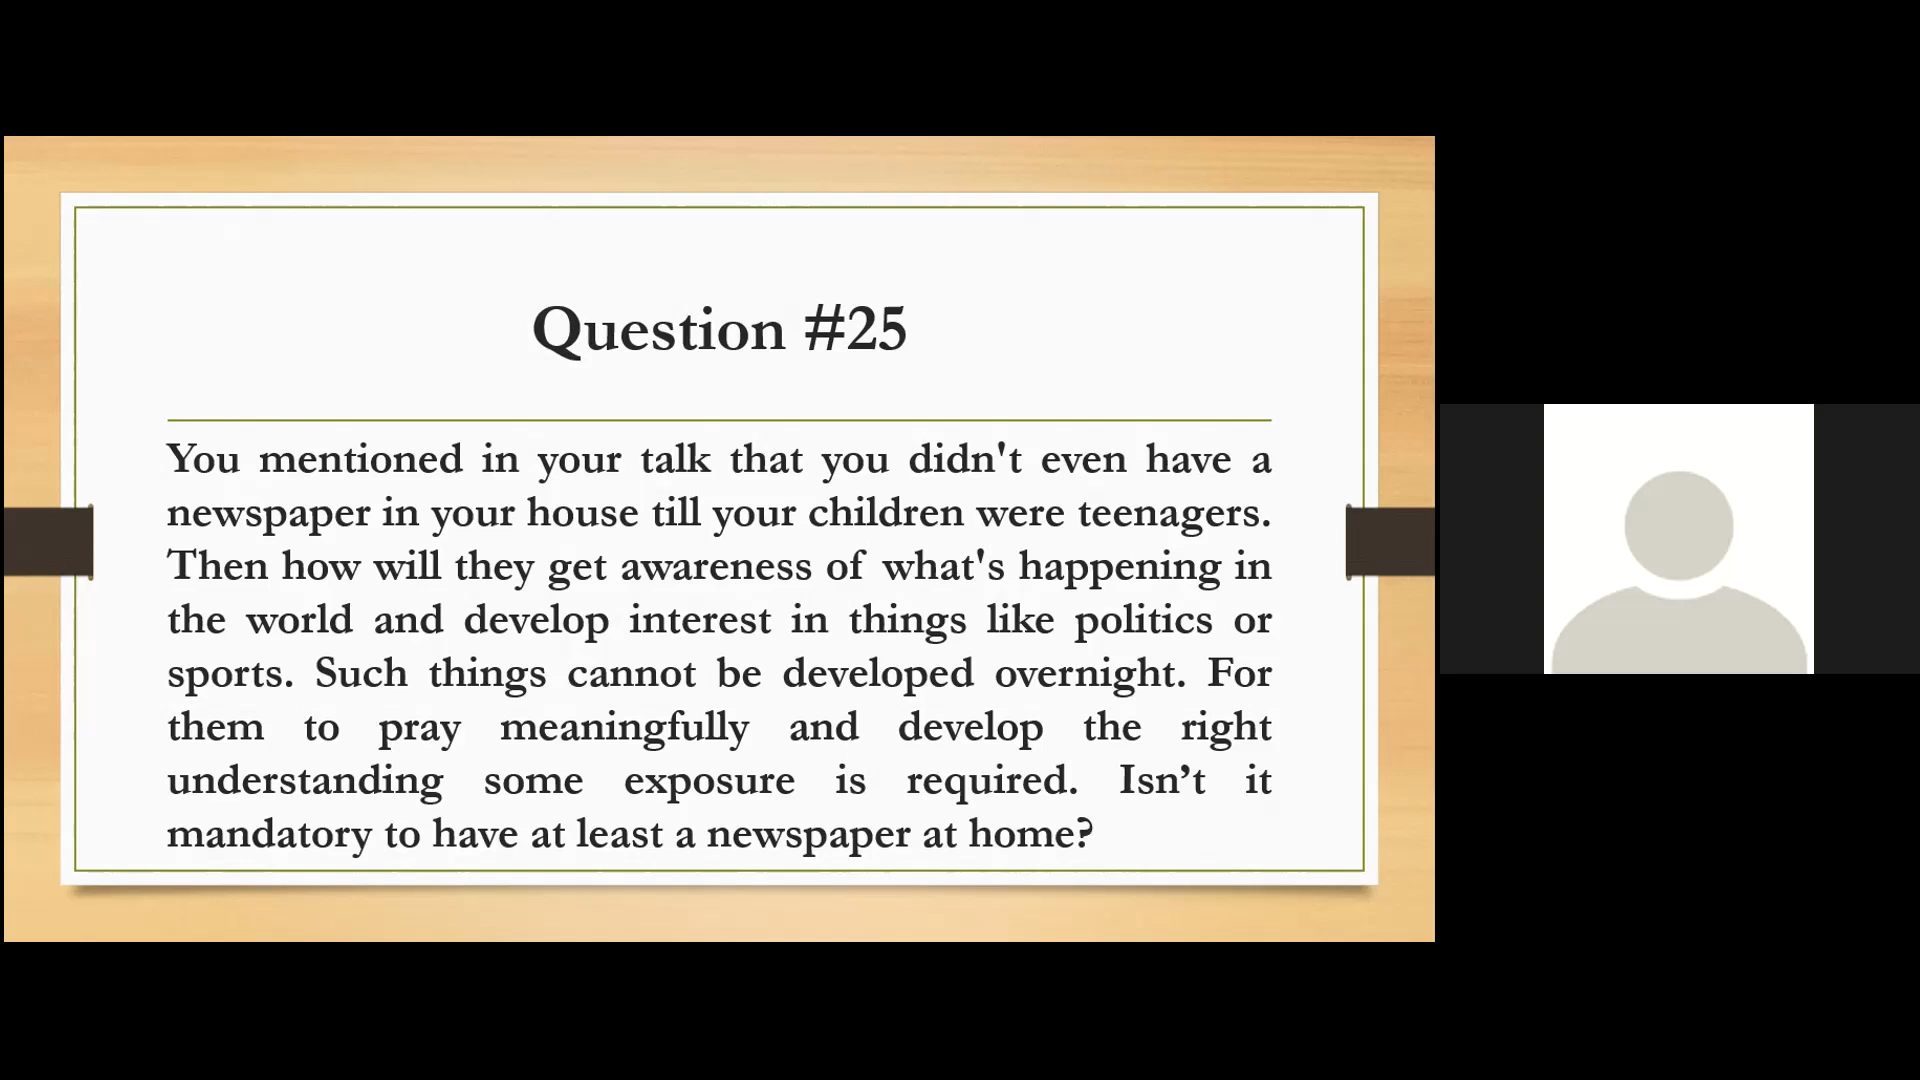 Question #25
You mentioned in your talk that you didn't even have a
newspaper in your house till your children were teenagers.
Then how will they get awareness of what's happening in
the world and develop interest in things like politics or
sports. Such things cannot be developed overnight. For
them to pray meaningfully and develop the right
understanding some exposure is required. Isn’t it
mandatory to have at least a newspaper at home?